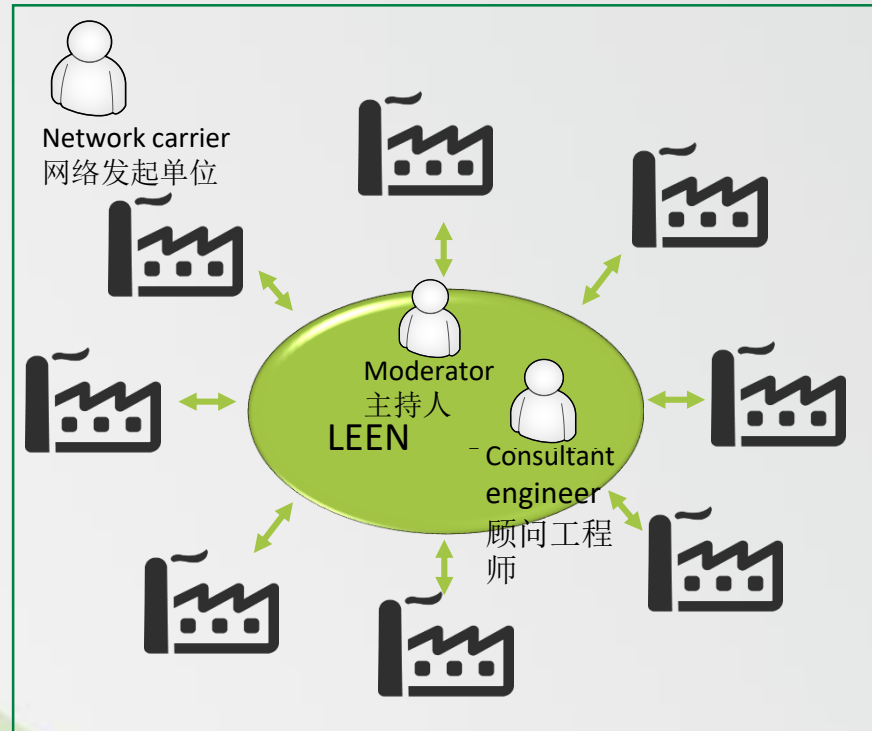 Network carrier
网络发起单位
Moderator
主持人
LEEN
Consultant
engineer
顾问工程
师